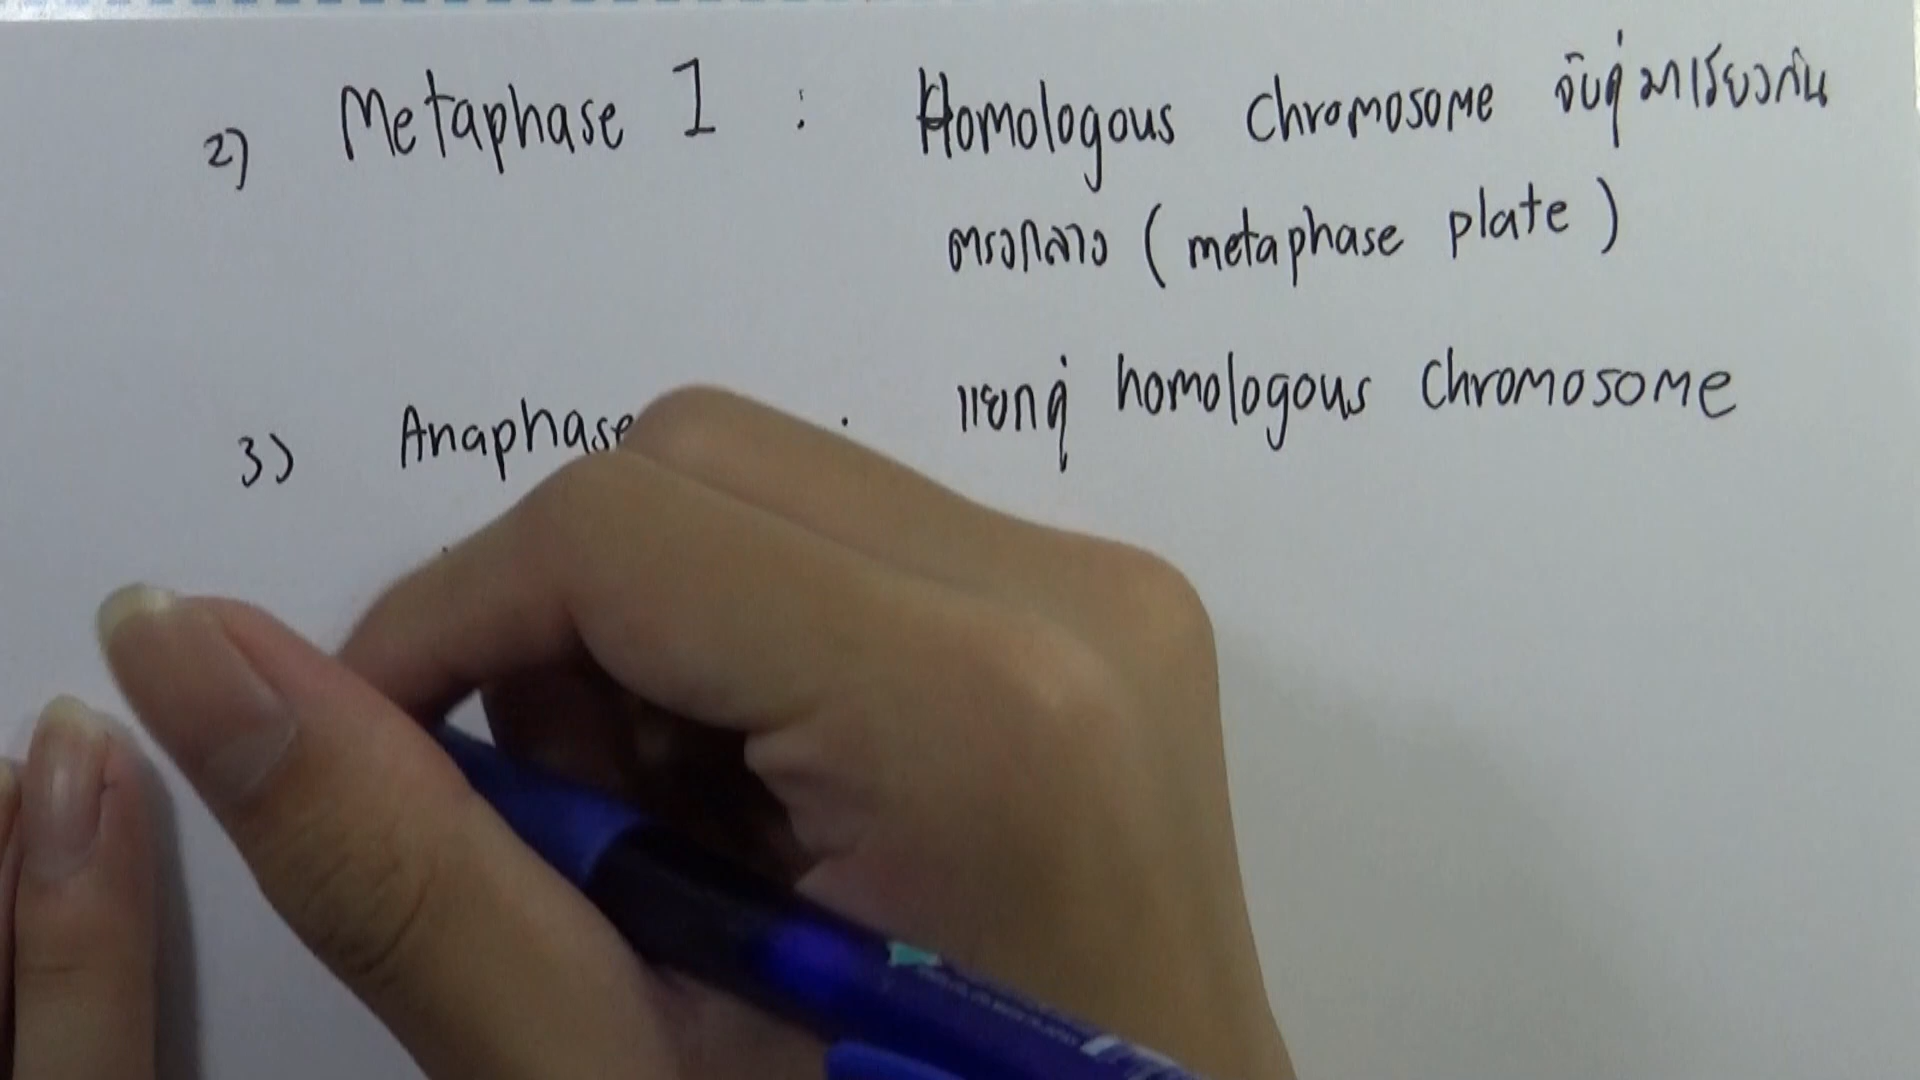 2) Metaphase I : Homologous chromosome จับคู่มาเรียงกัน
ตรงกลาง (metaphase plate)
3) Anaphase : แยกคู่ homologous chromosome